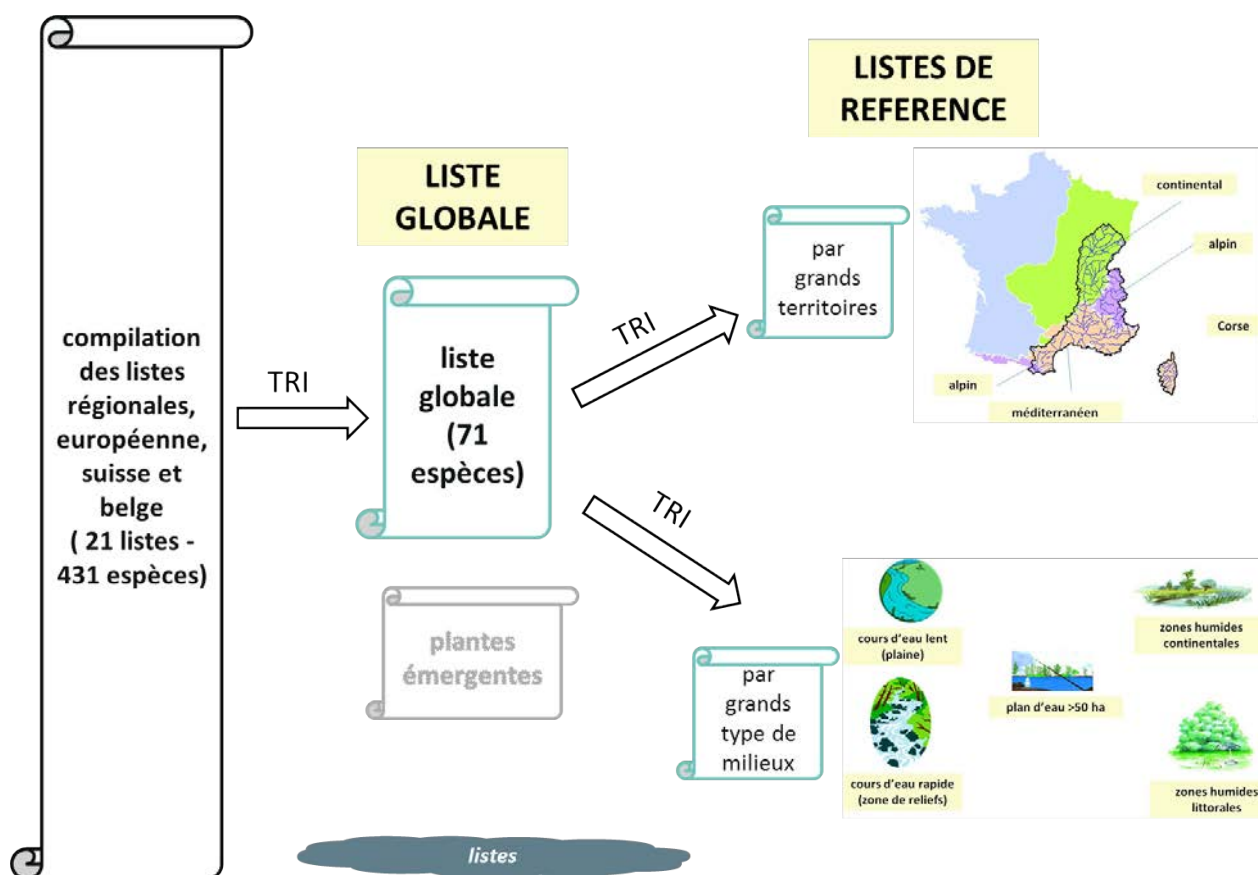 compilation
des listes
régionales,
européenne,
suisse et
belge
( 21 listes -
431 espèces)
TRI
LISTE
GLOBALE
liste
globale
(71
espèces)
plantes
émergentes
TRI
TRI
LISTES DE
REFERENCE
par
grands
territoires
continental
alpin
Corse
alpin
méditerranéen
par
grands
type de
milieux
cours d'eau lent
(plaine)
zones humides
continentales
plan d'eau >50 ha
cours d'eau rapide
(zone de reliefs)
zones humides
littorales
listes